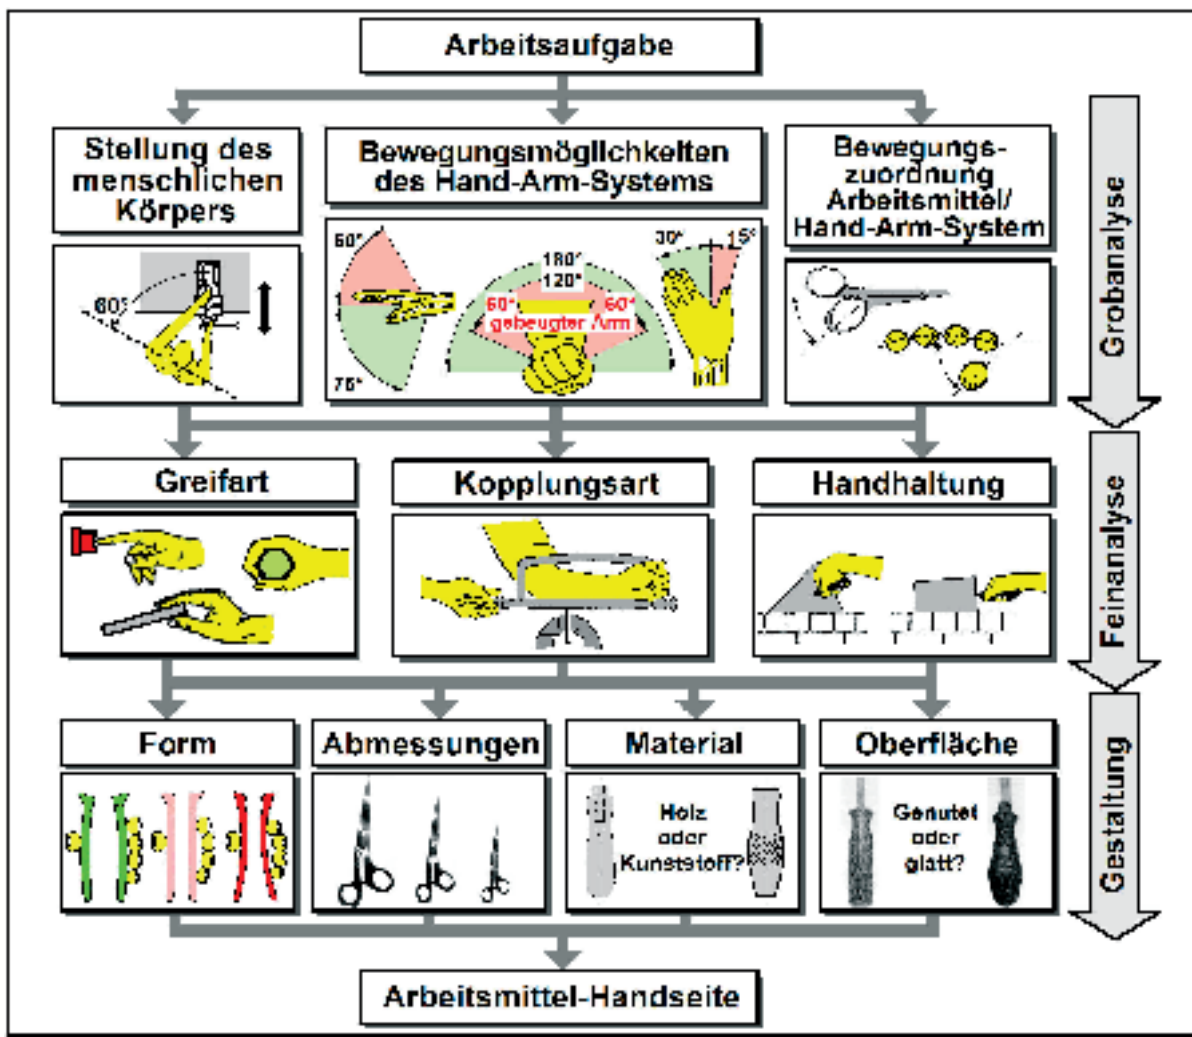 Arbeitsaufgabe
Stellung des
menschlichen
Körpers
Bewegungsmöglichkeiten
des Hand-Arm-Systems
Bewegungs-
zuordnung
Arbeitsmittel/
Hand-Arm-System
Grobanalyse
60°
60°
75°
180°
120°
60° 60°
gebeugter Arm
30° 15°
Greifart
Kopplungsart
Handhaltung
Feinanalyse
Form
Abmessungen
Material
Oberfläche
Gestaltung
Holz
oder
Kunststoff?
Genutet
oder
glatt?
Arbeitsmittel-Handseite